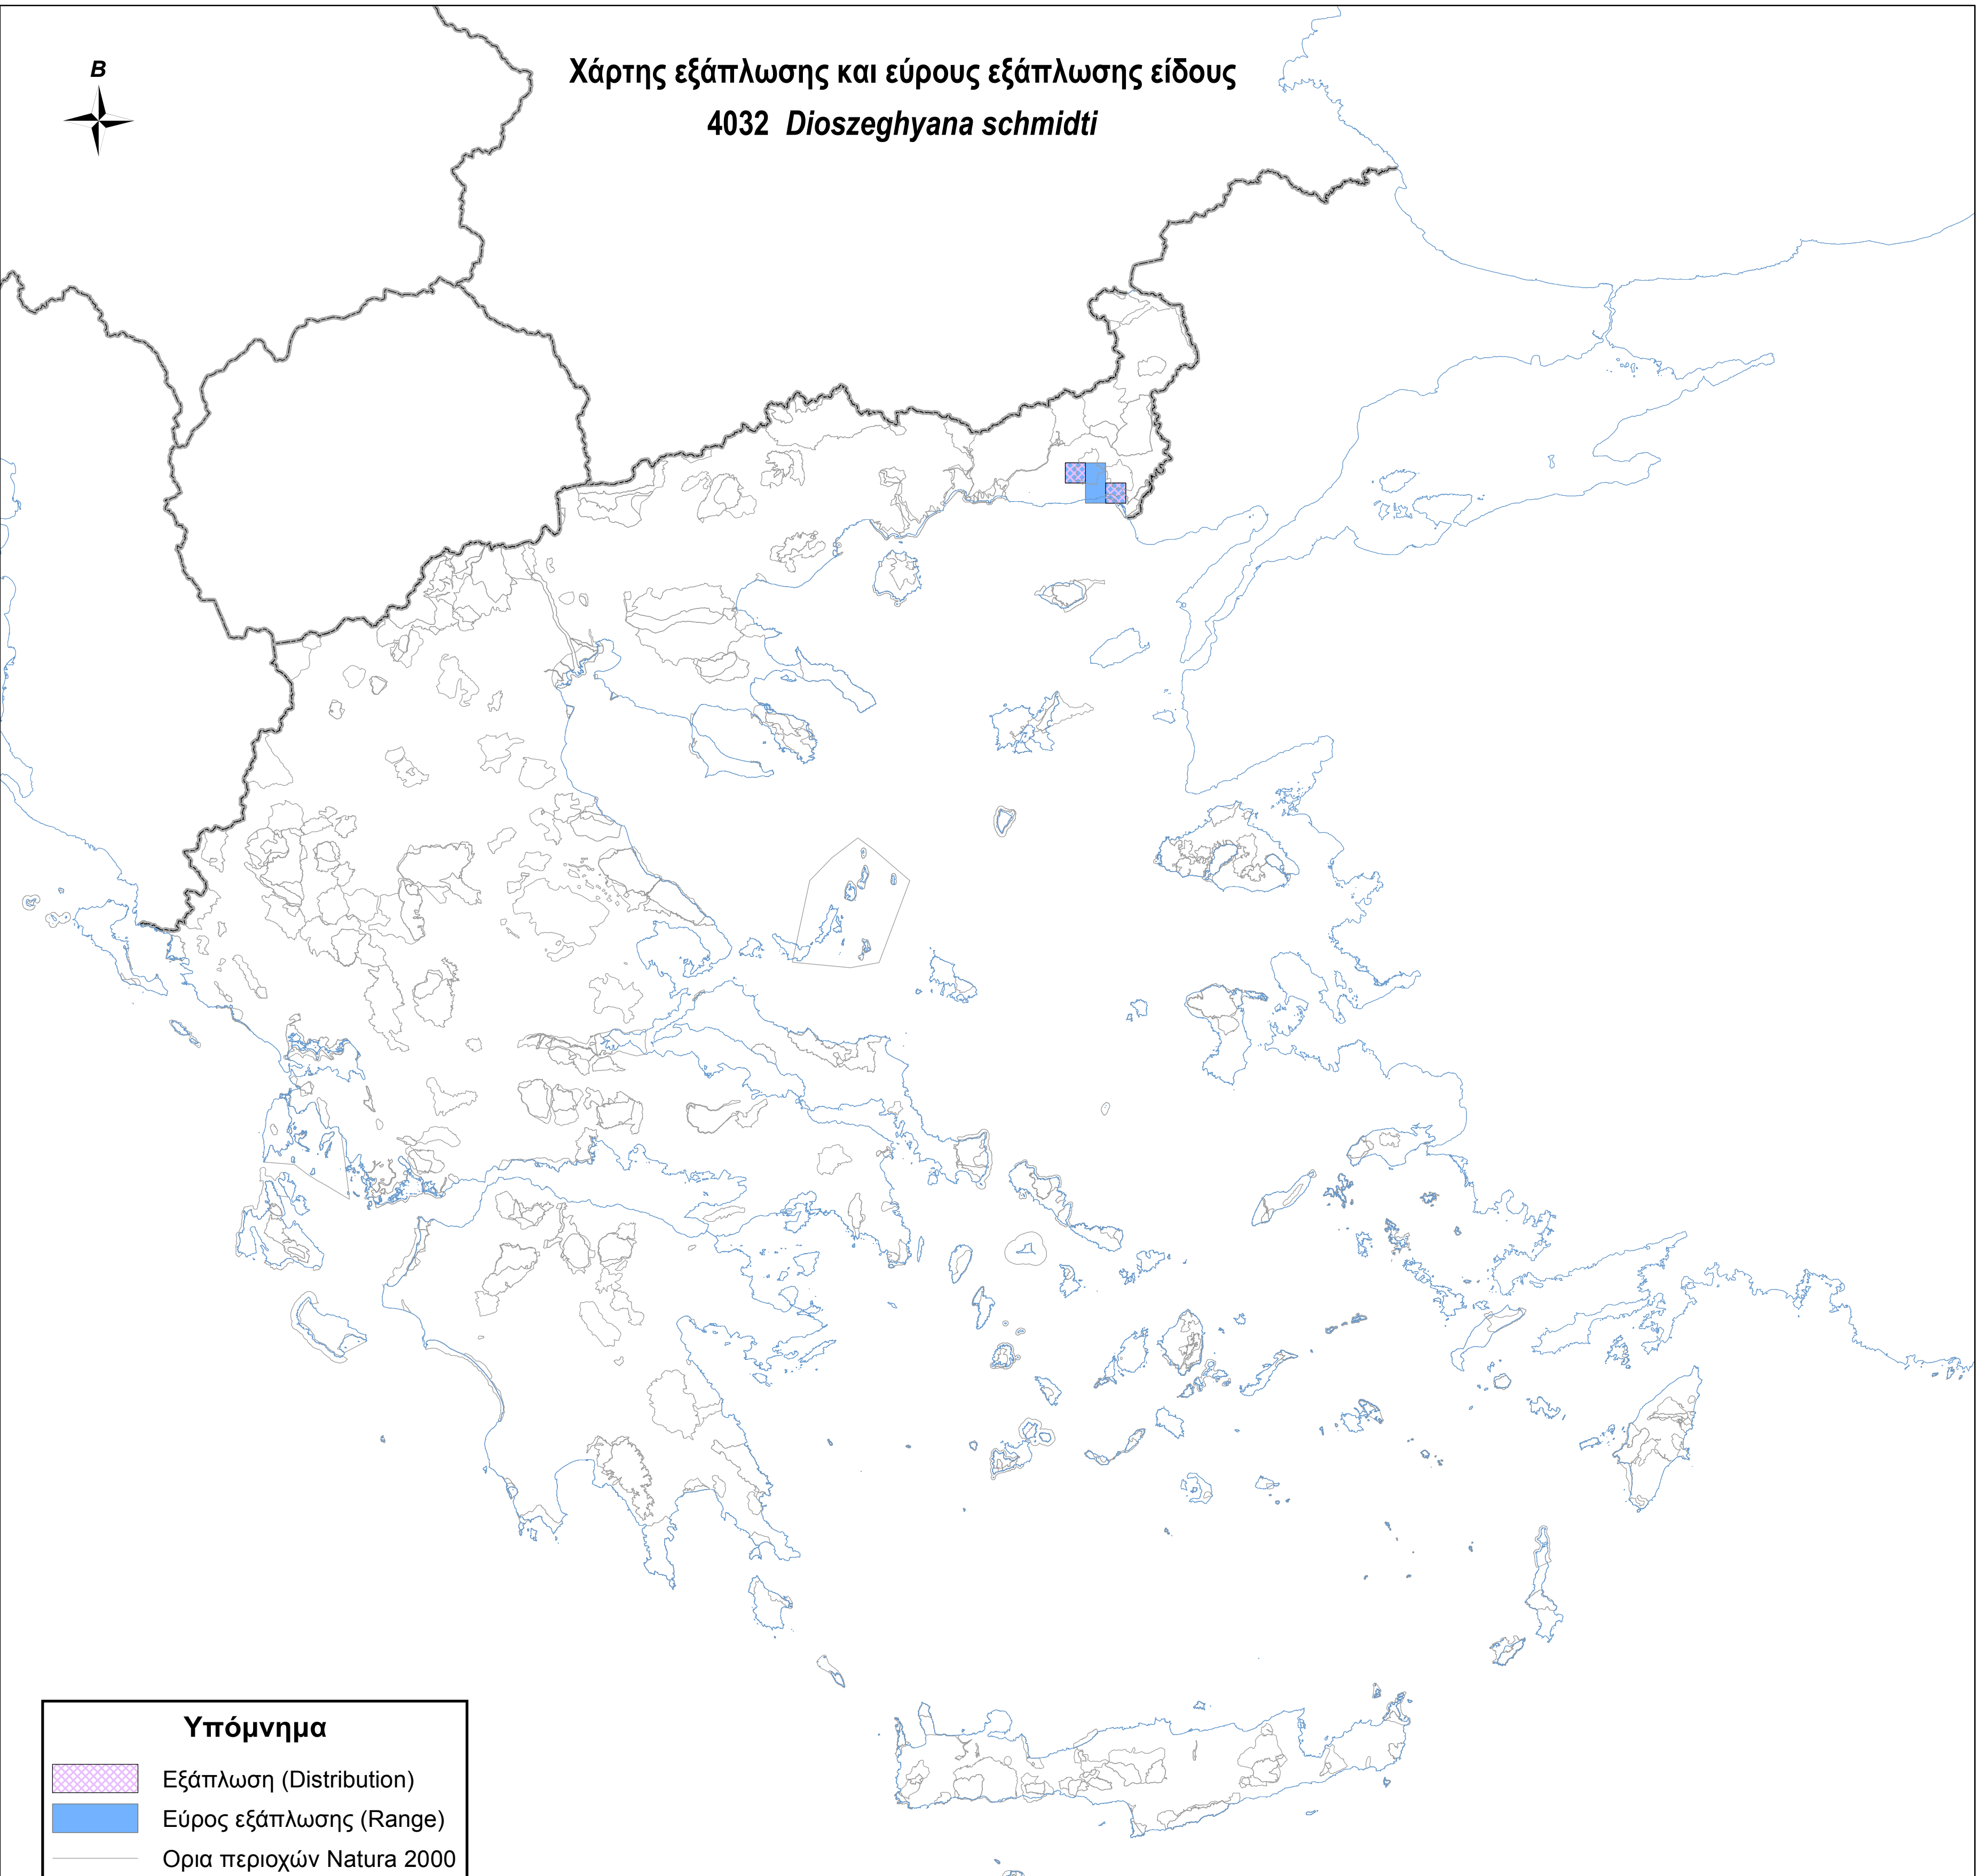 B
Χάρτης εξάπλωσης και εύρους εξάπλωσης είδους
4032 Dioszeghyana schmidti
Υπόμνημα
Εξάπλωση (Distribution)
Εύρος εξάπλωσης (Range)
Ορια περιοχών Natura 2000